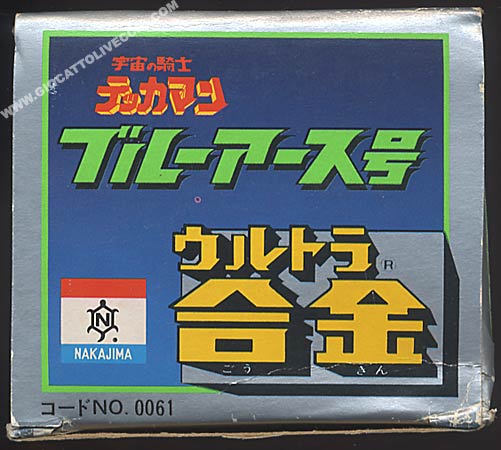 WWW.GIOCATTOLIVECCHI.COM
宇宙の騎士
テッカマン
ブルーアース号
ウルトラ
合金®
ごう きん
N
NAKAJIMA
コードNO. 0061